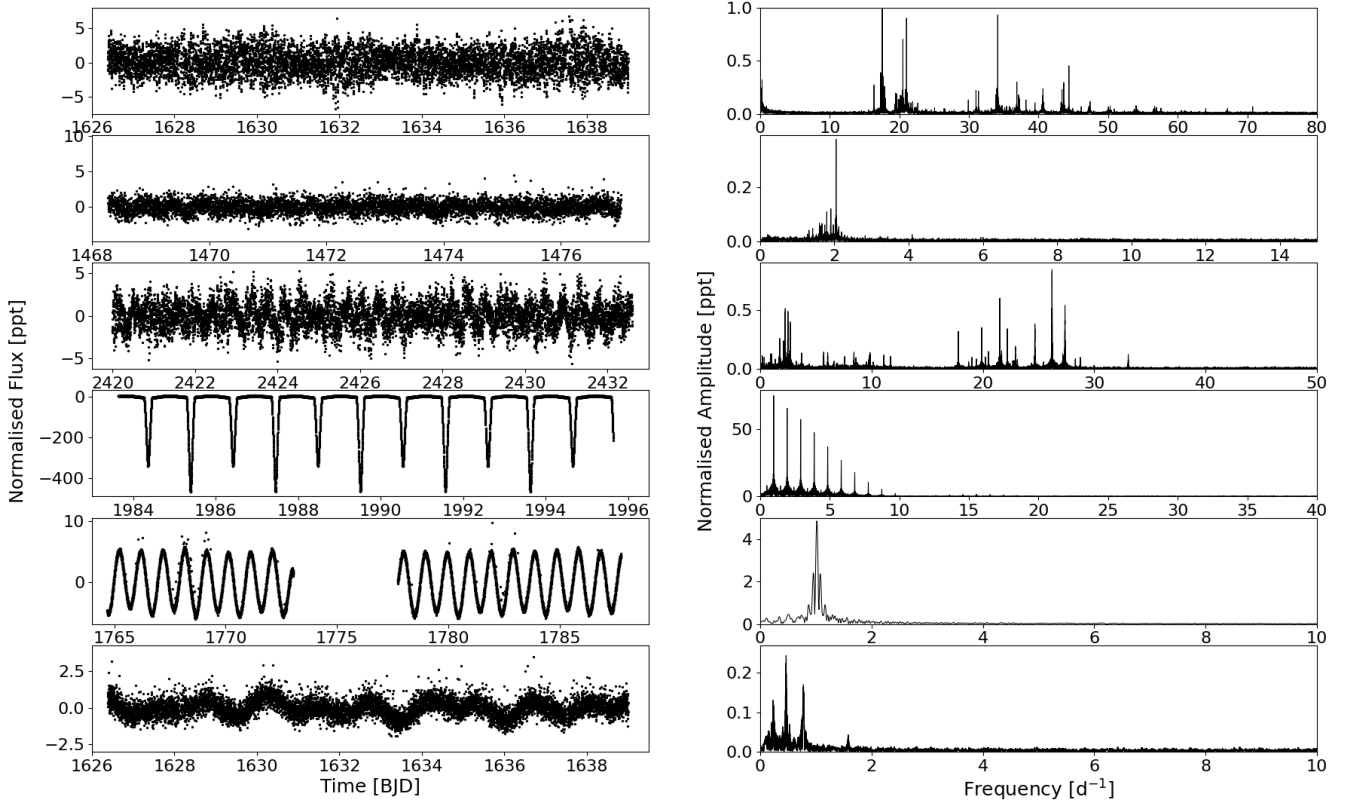 5
0
−5
1626 1628 1630 1632 1634 1636 1638
1.0
0.5
0.0
0 10 20 30 40 50 60 70 80
10
5
0
1468 1470 1472 1474 1476
0.2
0.0
0 2 4 6 8 10 12 14
5
0
−5
2420 2422 2424 2426 2428 2430 2432
0.5
0.0
0 10 20 30 40 50
Normalised Flux [ppt]
0
−200
−400
1984 1986 1988 1990 1992 1994 1996
Normalised Amplitude [ppt]
50
0
0 5 10 15 20 25 30 35 40
10
0
1765 1770 1775 1780 1785
4
2
0
0 2 4 6 8 10
2.5
0.0
−2.5
1626 1628 1630 1632 1634 1636 1638
Time [BJD]
0.2
0.1
0.0
0 2 4 6 8 10
Frequency [d⁻¹]